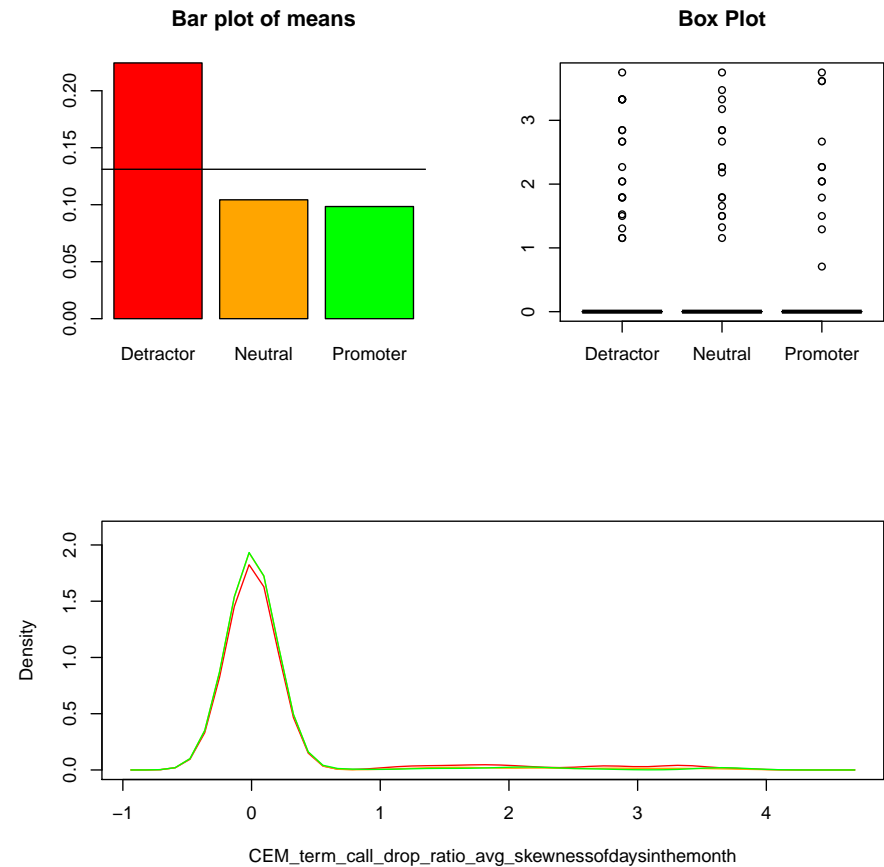 Bar plot of means
0.00 0.05 0.10 0.15 0.20
Detractor Neutral Promoter
Box Plot
0 1 2 3
Detractor Neutral Promoter
Density
0.0 0.5 1.0 1.5 2.0
−1 0 1 2 3 4
CEM_term_call_drop_ratio_avg_skewnessofdaysinthemonth